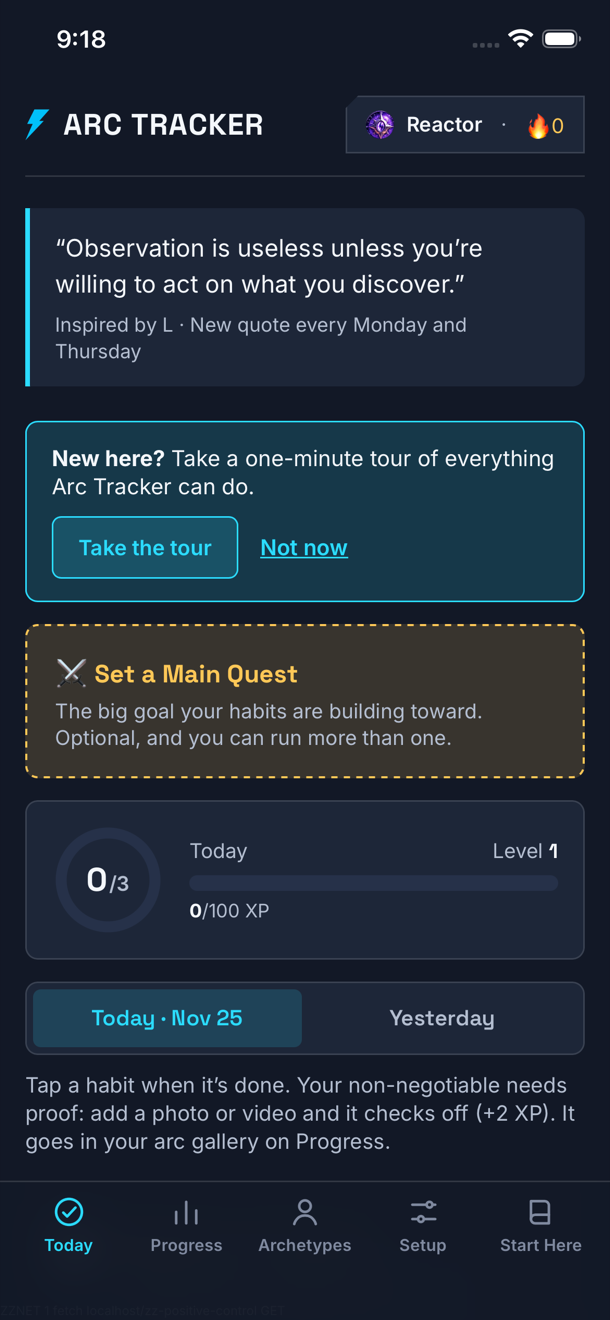 9:18
ARC TRACKER
Reactor · 0
“Observation is useless unless you’re
willing to act on what you discover.”
Inspired by L · New quote every Monday and
Thursday
New here? Take a one-minute tour of everything
Arc Tracker can do.
Take the tour Not now
Set a Main Quest
The big goal your habits are building toward.
Optional, and you can run more than one.
0/3
Today Level 1
0/100 XP
Today · Nov 25 Yesterday
Tap a habit when it’s done. Your non-negotiable needs
proof: add a photo or video and it checks off (+2 XP). It
goes in your arc gallery on Progress.
Today Progress Archetypes Setup Start Here